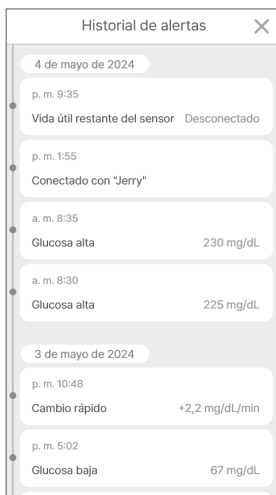 Historial de alertas
4 de mayo de 2024
p. m. 9:35
Vida útil restante del sensor Desconectado
p. m. 1:55
Conectado con "Jerry"
a. m. 8:35
Glucosa alta 230 mg/dL
a. m. 8:30
Glucosa alta 225 mg/dL
3 de mayo de 2024
p. m. 10:48
Cambio rápido +2,2 mg/dL/min
p. m. 5:02
Glucosa baja 67 mg/dL